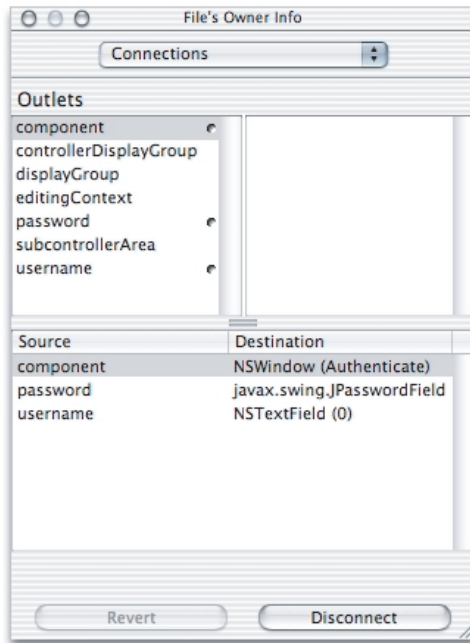 File's Owner Info
Connections
Outlets
component
controllerDisplayGroup
displayGroup
editingContext
password
subcontrollerArea
username
Source Destination
component NSWindow (Authenticate)
password javax.swing.JPasswordField
username NSTextField (0)
Revert Disconnect